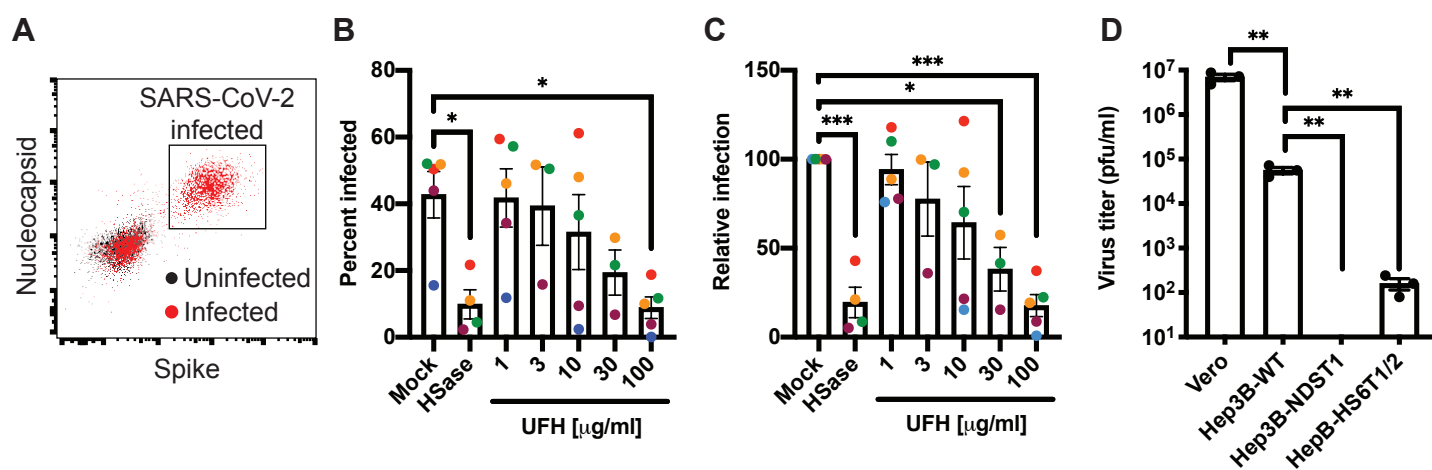 A
SARS-CoV-2
infected
Nucleocapsid
Uninfected
Infected
Spike
B
Percent infected
80
60
40
20
0
*
*
Mock
HSase
1
3
10
30
100
UFH [μg/ml]
C
Relative infection
150
100
50
0
***
*
***
Mock
HSase
1
3
10
30
100
UFH [μg/ml]
D
Virus titer (pfu/ml)
10⁷
10⁶
10⁵
10⁴
10³
10²
10¹
**
**
**
Vero
Hep3B-WT
Hep3B-NDST1
HepB-HS6T1/2